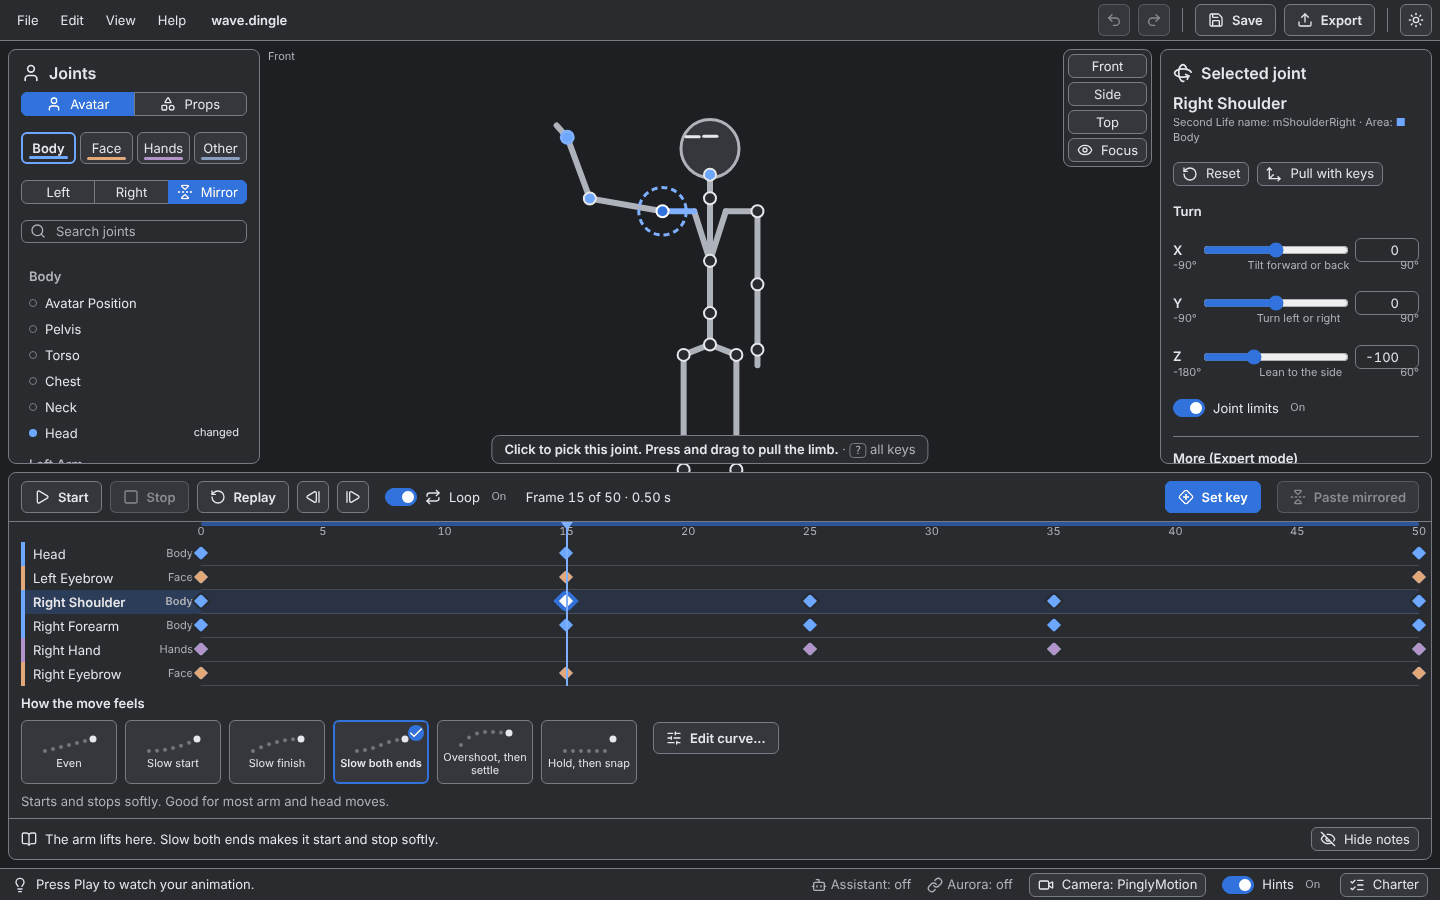 File Edit View Help wave.dingle Save Export
Joints
Avatar Props
Body Face Hands Other
Left Right Mirror
Search joints
Body
Avatar Position
Pelvis
Torso
Chest
Neck
Head changed
Left Arm
Front
Front
Side
Top
Focus
Click to pick this joint. Press and drag to pull the limb. · ? all keys
Selected joint
Right Shoulder
Second Life name: mShoulderRight · Area:
Body
Reset Pull with keys
Turn
X 0
-90° Tilt forward or back 90°
Y 0
-90° Turn left or right 90°
Z -100
-180° Lean to the side 60°
Joint limits On
More (Expert mode)
Start Stop Replay Loop On Frame 15 of 50 · 0.50 s Set key Paste mirrored
0 5 10 15 20 25 30 35 40 45 50
Head Body
Left Eyebrow Face
Right Shoulder Body
Right Forearm Body
Right Hand Hands
Right Eyebrow Face
How the move feels
Even Slow start Slow finish Slow both ends Overshoot, then settle Hold, then snap Edit curve...
Starts and stops softly. Good for most arm and head moves.
The arm lifts here. Slow both ends makes it start and stop softly. Hide notes
Press Play to watch your animation. Assistant: off Aurora: off Camera: PinglyMotion Hints On Charter